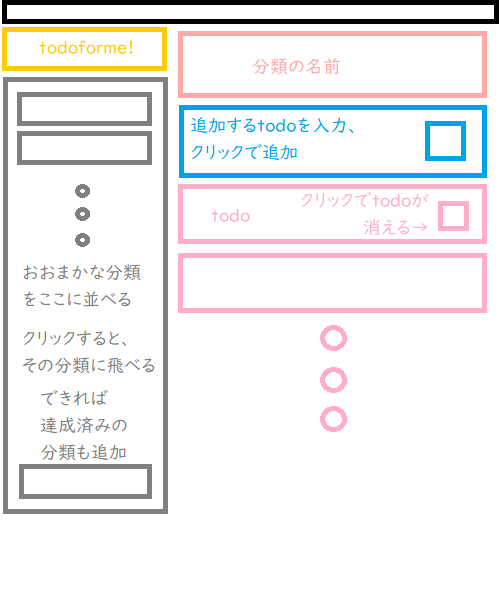 todoforme!
おおまかな分類
をここに並べる
クリックすると、
その分類に飛べる
できれば
達成済みの
分類も追加
分類の名前
追加するtodoを入力、
クリックで追加
todo
クリックでtodoが
消える→